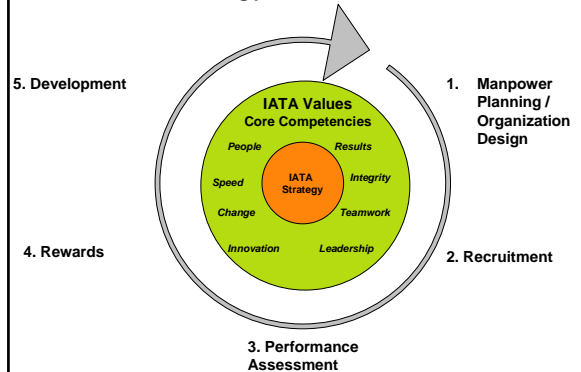 5. Development
1. Manpower
Planning /
Organization
Design
IATA Values
Core Competencies
People
Results
Speed
IATA
Strategy
Integrity
Change
Teamwork
Innovation
Leadership
4. Rewards
2. Recruitment
3. Performance
Assessment